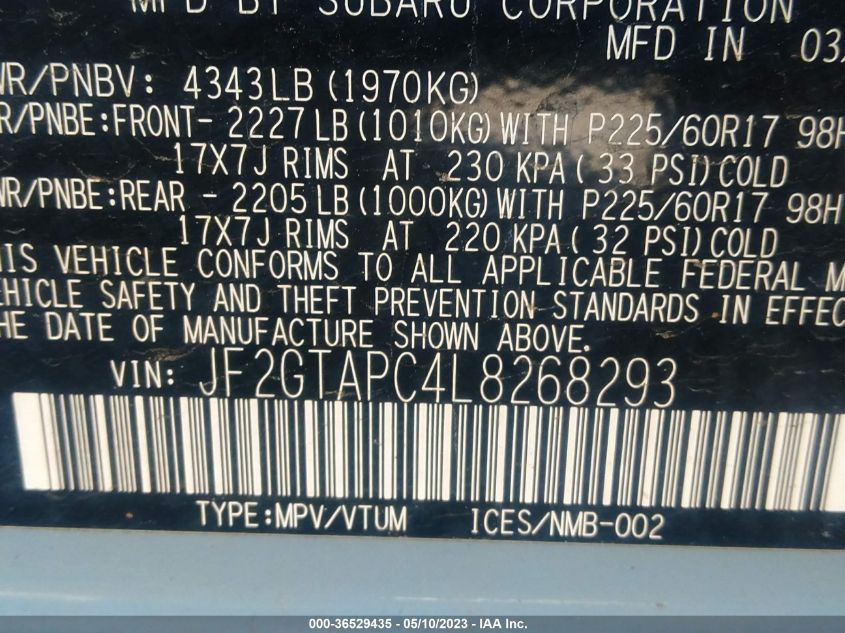 MFD BY SUBARU CORPORATION
MFD IN 03
WR/PNBV: 4343LB (1970KG)
R/PNBE:FRONT- 2227 LB (1010KG) WITH P225/60R17 98H
17X7J RIMS AT 230 KPA ( 33 PSI) COLD
WR/PNBE:REAR - 2205 LB (1000KG) WITH P225/60R17 98H
17X7J RIMS AT 220 KPA ( 32 PSI) COLD
IS VEHICLE CONFORMS TO ALL APPLICABLE FEDERAL M
EHICLE SAFETY AND THEFT PREVENTION STANDARDS IN EFFEC
HE DATE OF MANUFACTURE SHOWN ABOVE.
VIN: JF2GTAPC4L8268293
TYPE:MPV/VTUM ICES/NMB-002
000-36529435 - 05/10/2023 - IAA Inc.